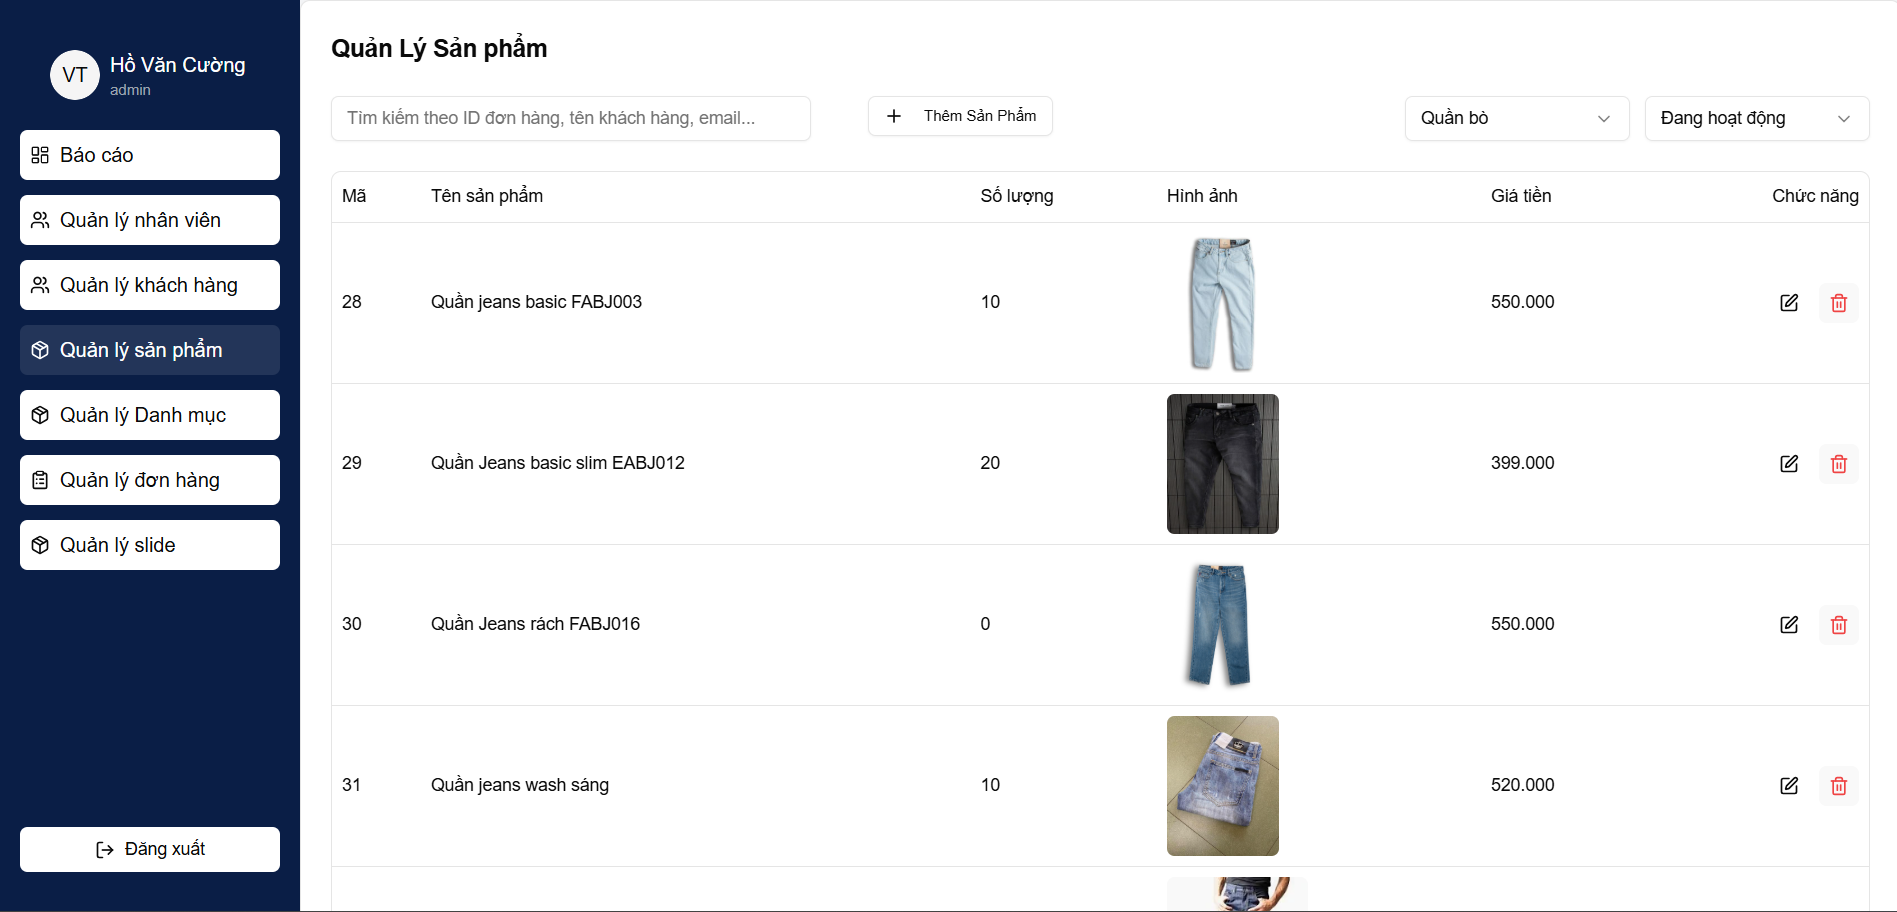 VT
Hồ Văn Cường
admin
Báo cáo
Quản lý nhân viên
Quản lý khách hàng
Quản lý sản phẩm
Quản lý Danh mục
Quản lý đơn hàng
Quản lý slide
Đăng xuất
Quản Lý Sản phẩm
Tìm kiếm theo ID đơn hàng, tên khách hàng, email...
Thêm Sản Phẩm
Quần bò
Đang hoạt động
Mã Tên sản phẩm Số lượng Hình ảnh Giá tiền Chức năng
28 Quần jeans basic FABJ003 10 550.000
29 Quần Jeans basic slim EABJ012 20 399.000
30 Quần Jeans rách FABJ016 0 550.000
31 Quần jeans wash sáng 10 520.000